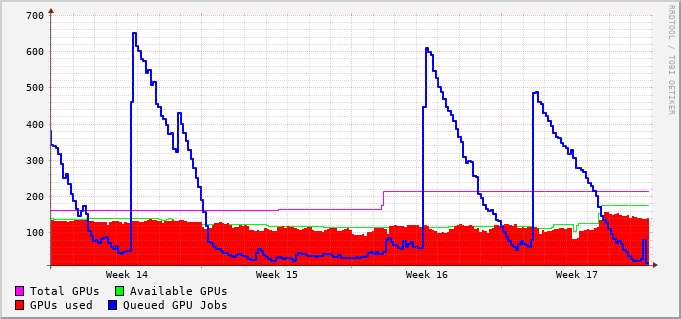 700
600
500
400
300
200
100
Week 14 Week 15 Week 16 Week 17
Total GPUs Available GPUs
GPUs used Queued GPU Jobs
RRDTOOL / TOBI OETIKER